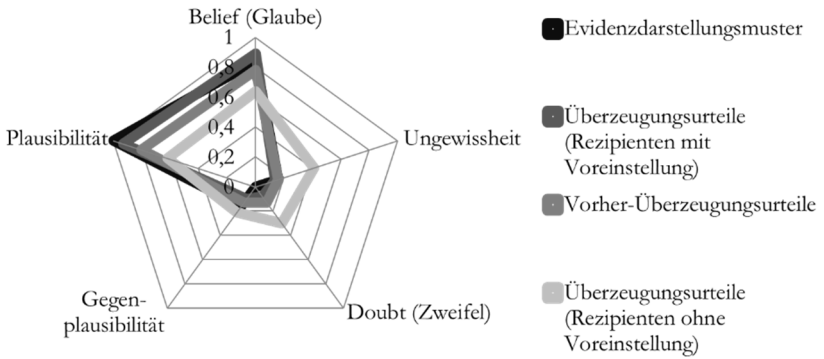 Belief (Glaube)
1
0,8
0,6
0,4
0,2
0
Plausibilität
Ungewissheit
Gegen-
plausibilität
Doubt (Zweifel)
Evidenzdarstellungsmuster
Überzeugungsurteile
(Rezipienten mit
Voreinstellung)
Vorher-Überzeugungsurteile
Überzeugungsurteile
(Rezipienten ohne
Voreinstellung)